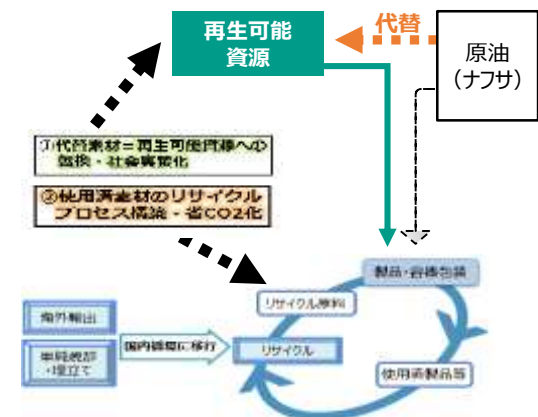 再生可能
資源
代替
原油
（ナフサ）
①代替素材＝再生可能資源への
転換・社会実装化
②使用済素材のリサイクル
プロセス構築・省CO2化
製品・容器包装
リサイクル原料
海外輸出
国内循環に移行
リサイクル
単純焼却
・埋立て
使用済製品等